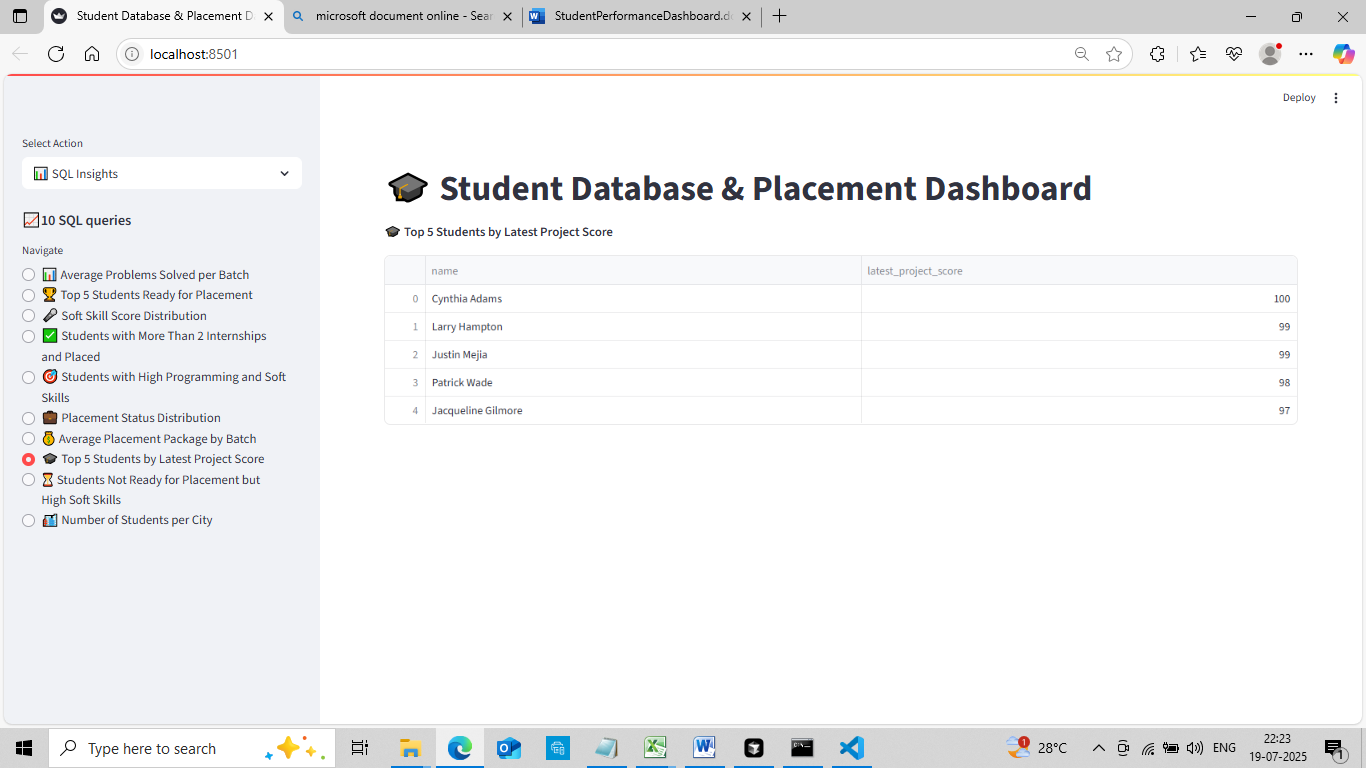 Student Database & Placement D
microsoft document online - Sear
StudentPerformanceDashboard.do
localhost:8501
Deploy
Select Action
📊 SQL Insights
📈 10 SQL queries
Navigate
📊 Average Problems Solved per Batch
🏆 Top 5 Students Ready for Placement
🎤 Soft Skill Score Distribution
✅ Students with More Than 2 Internships
and Placed
🎯 Students with High Programming and Soft
Skills
💼 Placement Status Distribution
💰 Average Placement Package by Batch
🎓 Top 5 Students by Latest Project Score
⏳ Students Not Ready for Placement but
High Soft Skills
🏙️ Number of Students per City
🎓 Student Database & Placement Dashboard
🎓 Top 5 Students by Latest Project Score
name latest_project_score
0 Cynthia Adams 100
1 Larry Hampton 99
2 Justin Mejia 99
3 Patrick Wade 98
4 Jacqueline Gilmore 97
Type here to search
1
28°C
ENG
22:23
19-07-2025
1